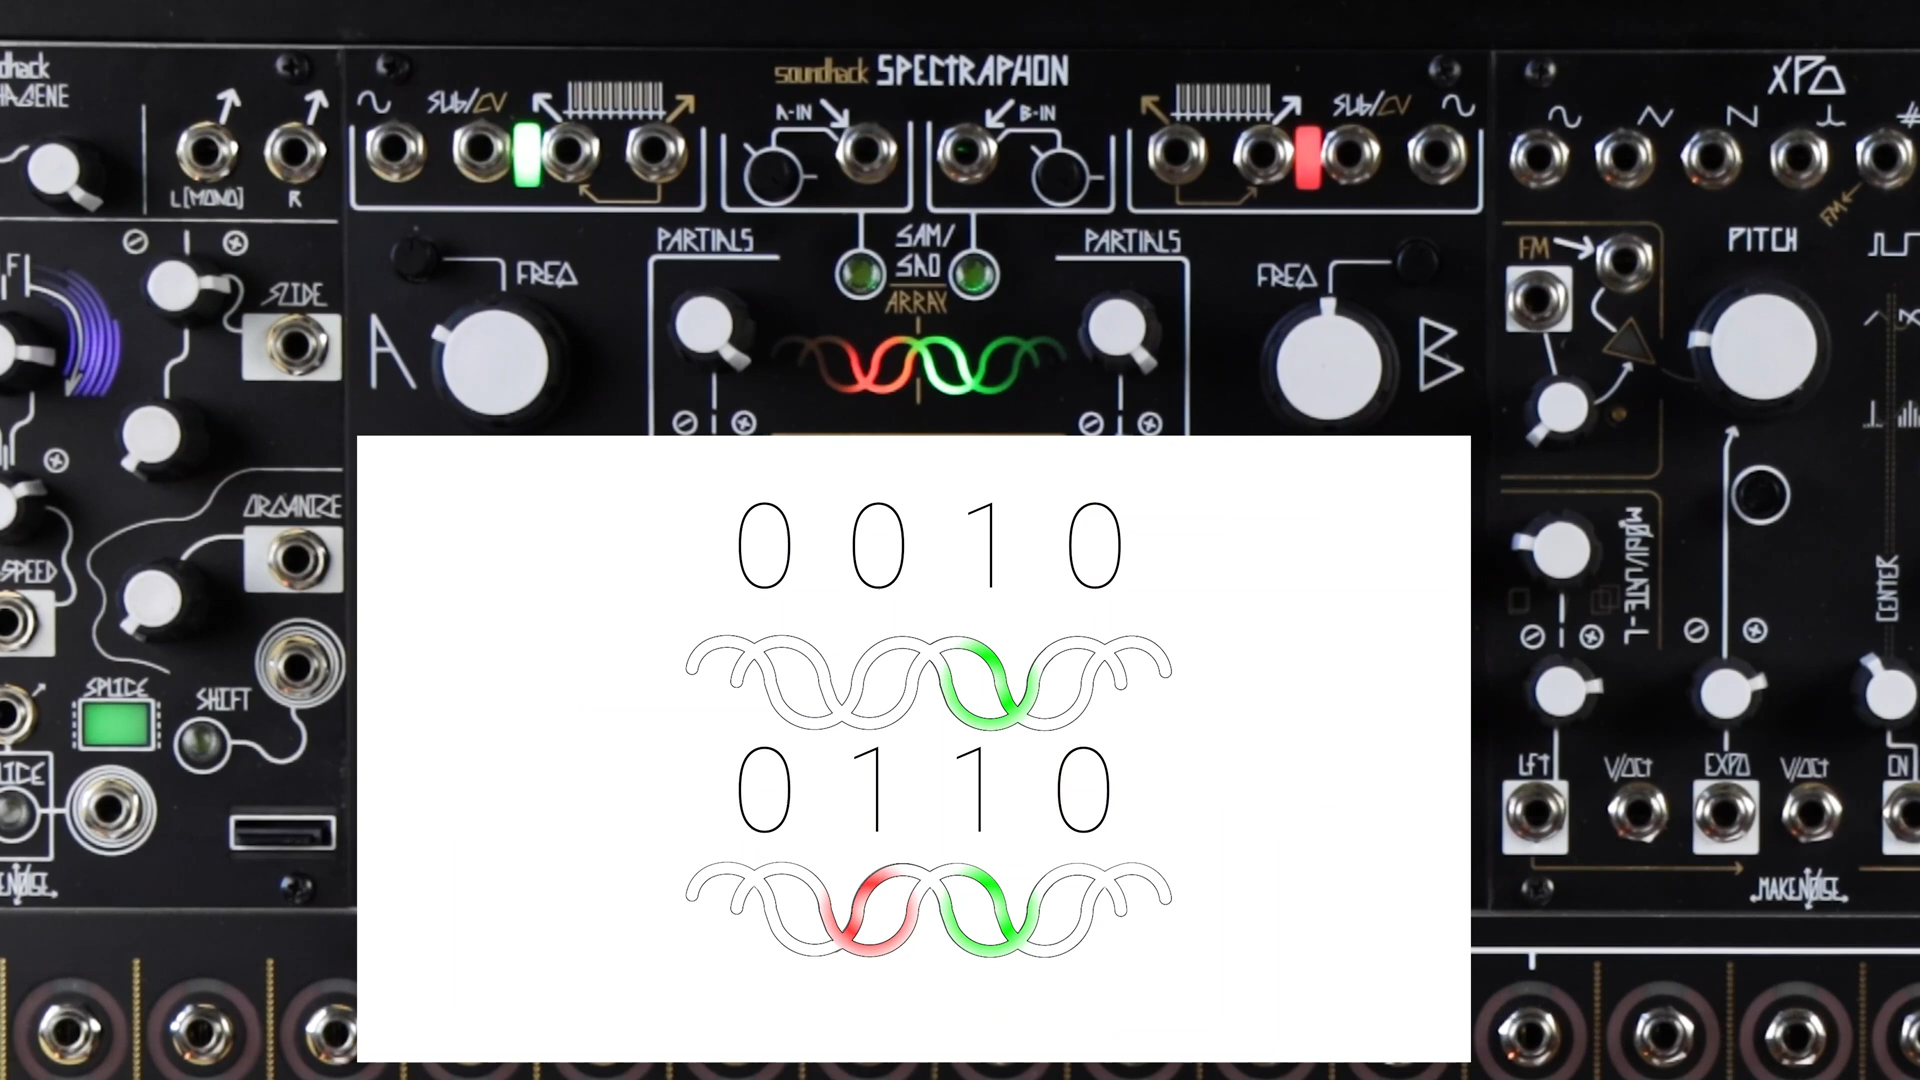 soundhack SPECTRAPHON
XPO
SUB/CV
A-IN
B-IN
SUB/CV
L [MONO]
R
FM
PARTIALS
SAM/
SAO
PARTIALS
PITCH
FREQ
FREQ
FM
SLIDE
ARRAY
A
B
0 0 1 0
ORGANIZE
MODULATE-L
SPEED
CENTER
SPLICE
SHIFT
0 1 1 0
LFT
V/OCT
EXPO
V/OCT
CN
MAKENOISE